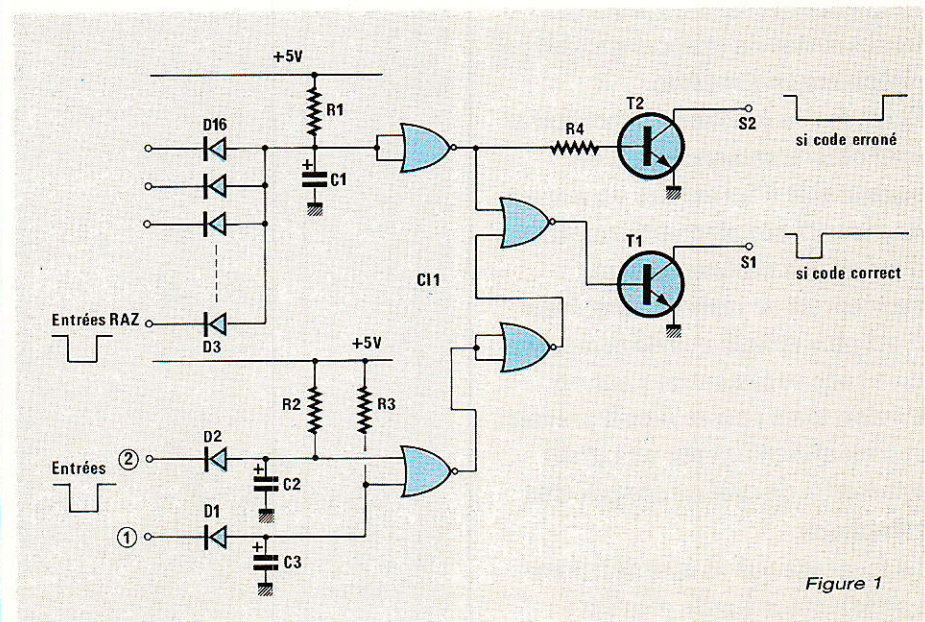 +5V
R1
D16
+
C1
R4
T2
S2
si code erroné
T1
S1
si code correct
CI1
Entrées RAZ
D3
+5V
R2
R3
2
D2
Entrées
+
C2
1
D1
+
C3
Figure 1